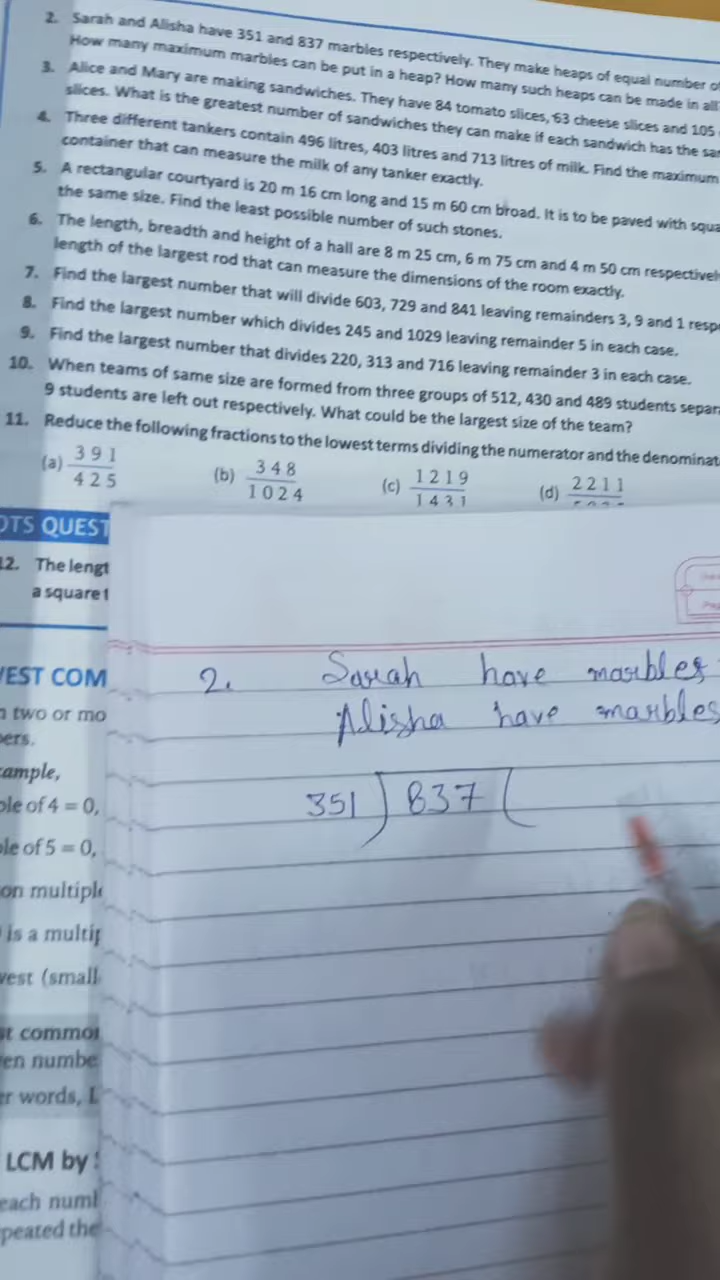 2. Sarah and Alisha have 351 and 837 marbles respectively. They make heaps of equal number o
How many maximum marbles can be put in a heap? How many such heaps can be made in all
3. Alice and Mary are making sandwiches. They have 84 tomato slices, 63 cheese slices and 105
slices. What is the greatest number of sandwiches they can make if each sandwich has the sa
4. Three different tankers contain 496 litres, 403 litres and 713 litres of milk. Find the maximum
container that can measure the milk of any tanker exactly.
5. A rectangular courtyard is 20 m 16 cm long and 15 m 60 cm broad. It is to be paved with squa
the same size. Find the least possible number of such stones.
6. The length, breadth and height of a hall are 8 m 25 cm, 6 m 75 cm and 4 m 50 cm respectivel
length of the largest rod that can measure the dimensions of the room exactly.
7. Find the largest number that will divide 603, 729 and 841 leaving remainders 3, 9 and 1 resp
8. Find the largest number which divides 245 and 1029 leaving remainder 5 in each case.
9. Find the largest number that divides 220, 313 and 716 leaving remainder 3 in each case.
10. When teams of same size are formed from three groups of 512, 430 and 489 students separ
9 students are left out respectively. What could be the largest size of the team?
11. Reduce the following fractions to the lowest terms dividing the numerator and the denominat
(a) 391/425 (b) 348/1024 (c) 1219/1431 (d) 2211
OTS QUEST
12. The lengt
a square t
VEST COM
n two or mo
bers.
ample,
ple of 4 = 0,
ple of 5 = 0,
on multiple
is a multip
vest (small
st common
en numbe
er words, L
LCM by
each num
peated the
2. Sarah have marbles
Alisha have marbles
351 ) 837 (